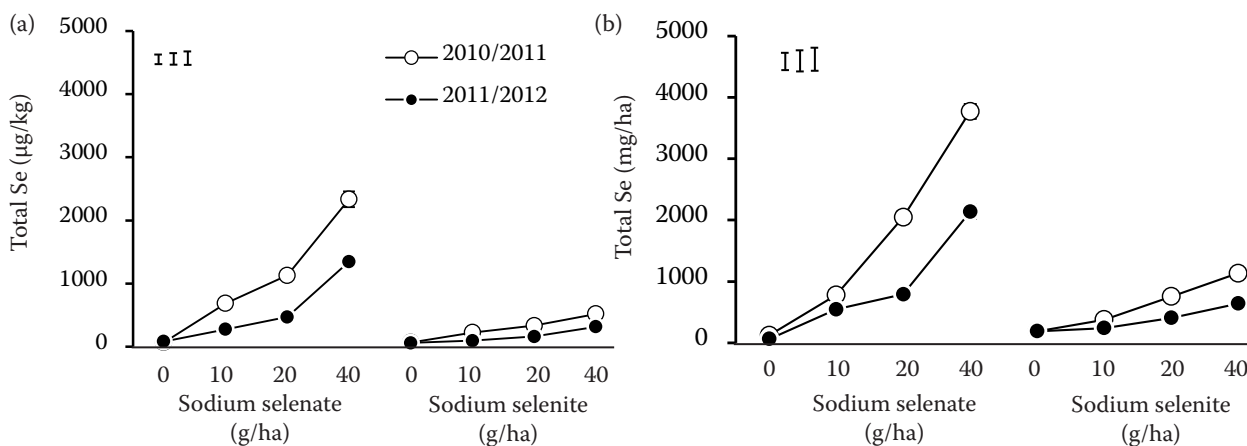 (a)
5000
4000
3000
2000
1000
0
Total Se (µg/kg)
2010/2011
2011/2012
0 10 20 40 0 10 20 40
Sodium selenate Sodium selenite
(g/ha) (g/ha)
(b)
5000
4000
3000
2000
1000
0
Total Se (mg/ha)
0 10 20 40 0 10 20 40
Sodium selenate Sodium selenite
(g/ha) (g/ha)